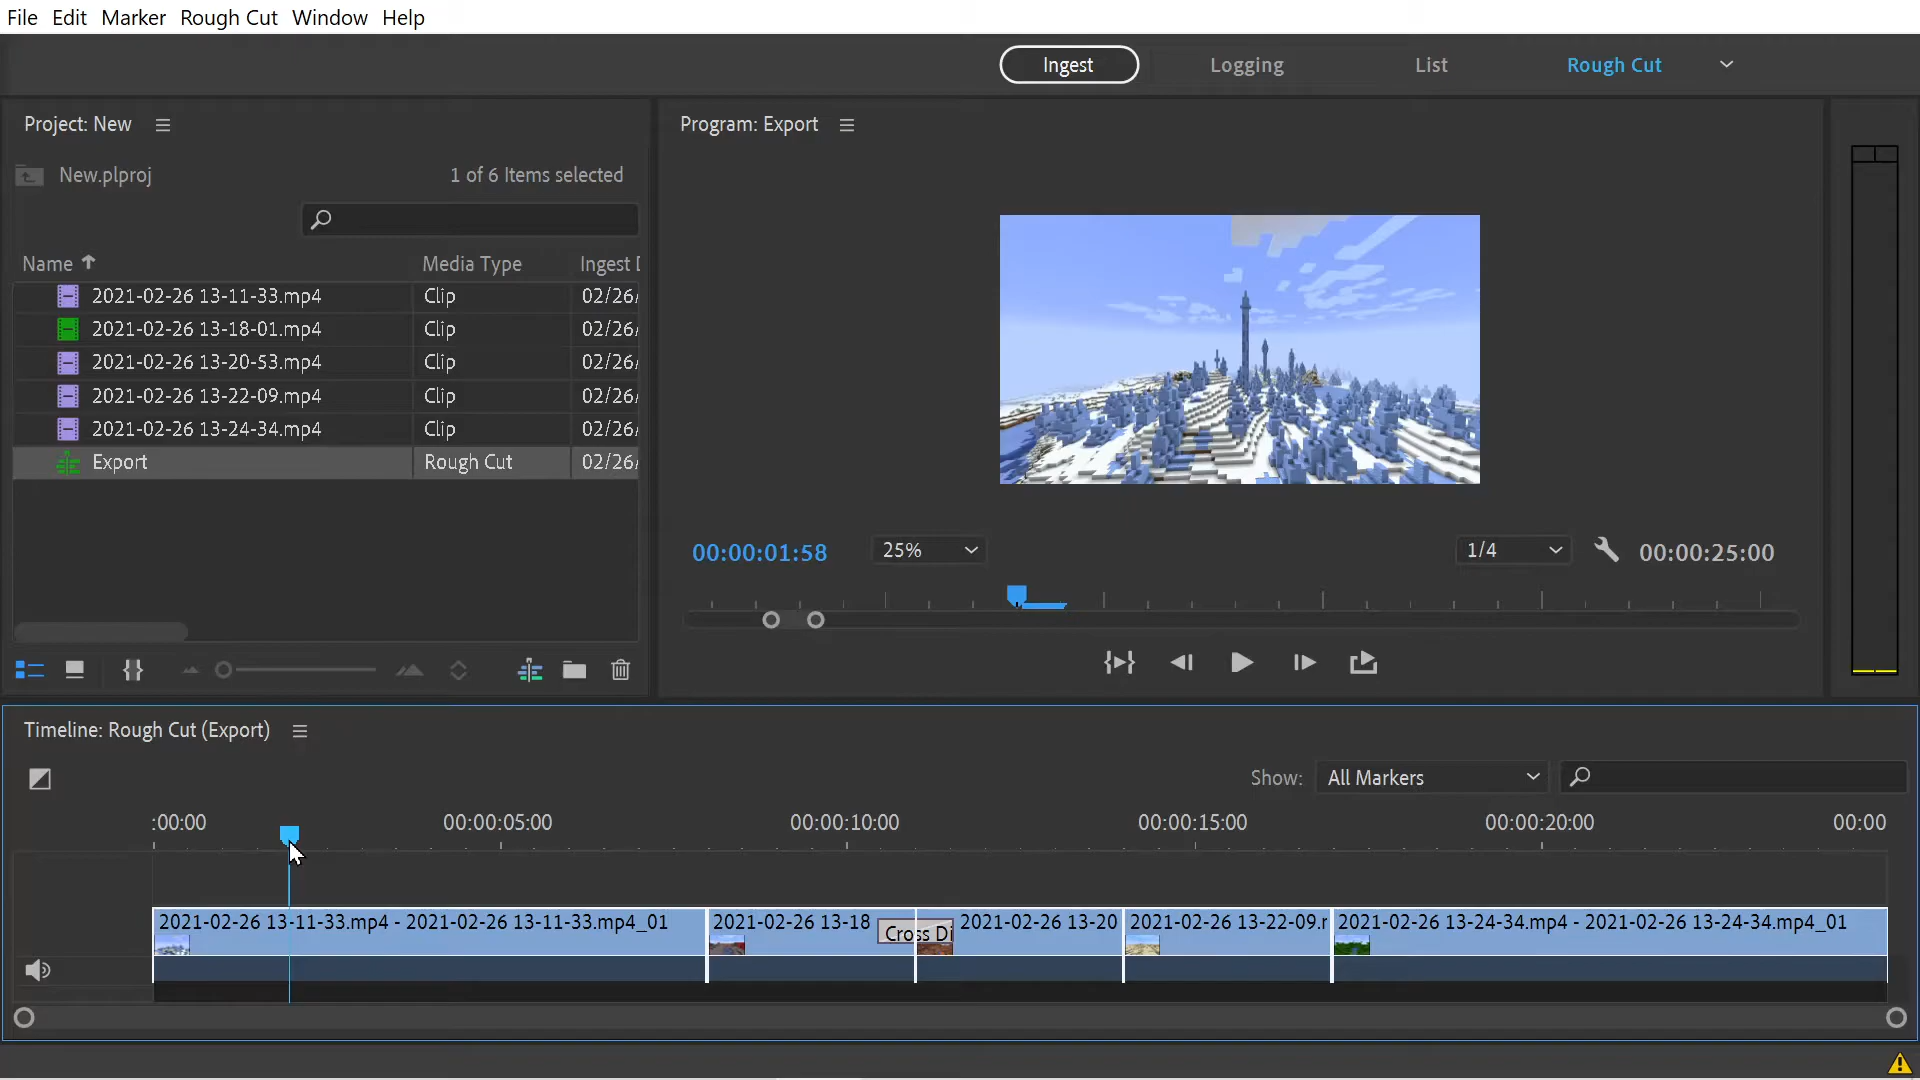 File Edit Marker Rough Cut Window Help
Ingest Logging List Rough Cut
Project: New
New.plproj 1 of 6 Items selected
Name Media Type Ingest D
2021-02-26 13-11-33.mp4 Clip 02/26/
2021-02-26 13-18-01.mp4 Clip 02/26/
2021-02-26 13-20-53.mp4 Clip 02/26/
2021-02-26 13-22-09.mp4 Clip 02/26/
2021-02-26 13-24-34.mp4 Clip 02/26/
Export Rough Cut 02/26/
Program: Export
00:00:01:58 25% 1/4 00:00:25:00
Timeline: Rough Cut (Export)
Show: All Markers
:00:00 00:00:05:00 00:00:10:00 00:00:15:00 00:00:20:00 00:00
2021-02-26 13-11-33.mp4 - 2021-02-26 13-11-33.mp4_01 2021-02-26 13-18 Cross Di 2021-02-26 13-20 2021-02-26 13-22-09.r 2021-02-26 13-24-34.mp4 - 2021-02-26 13-24-34.mp4_01